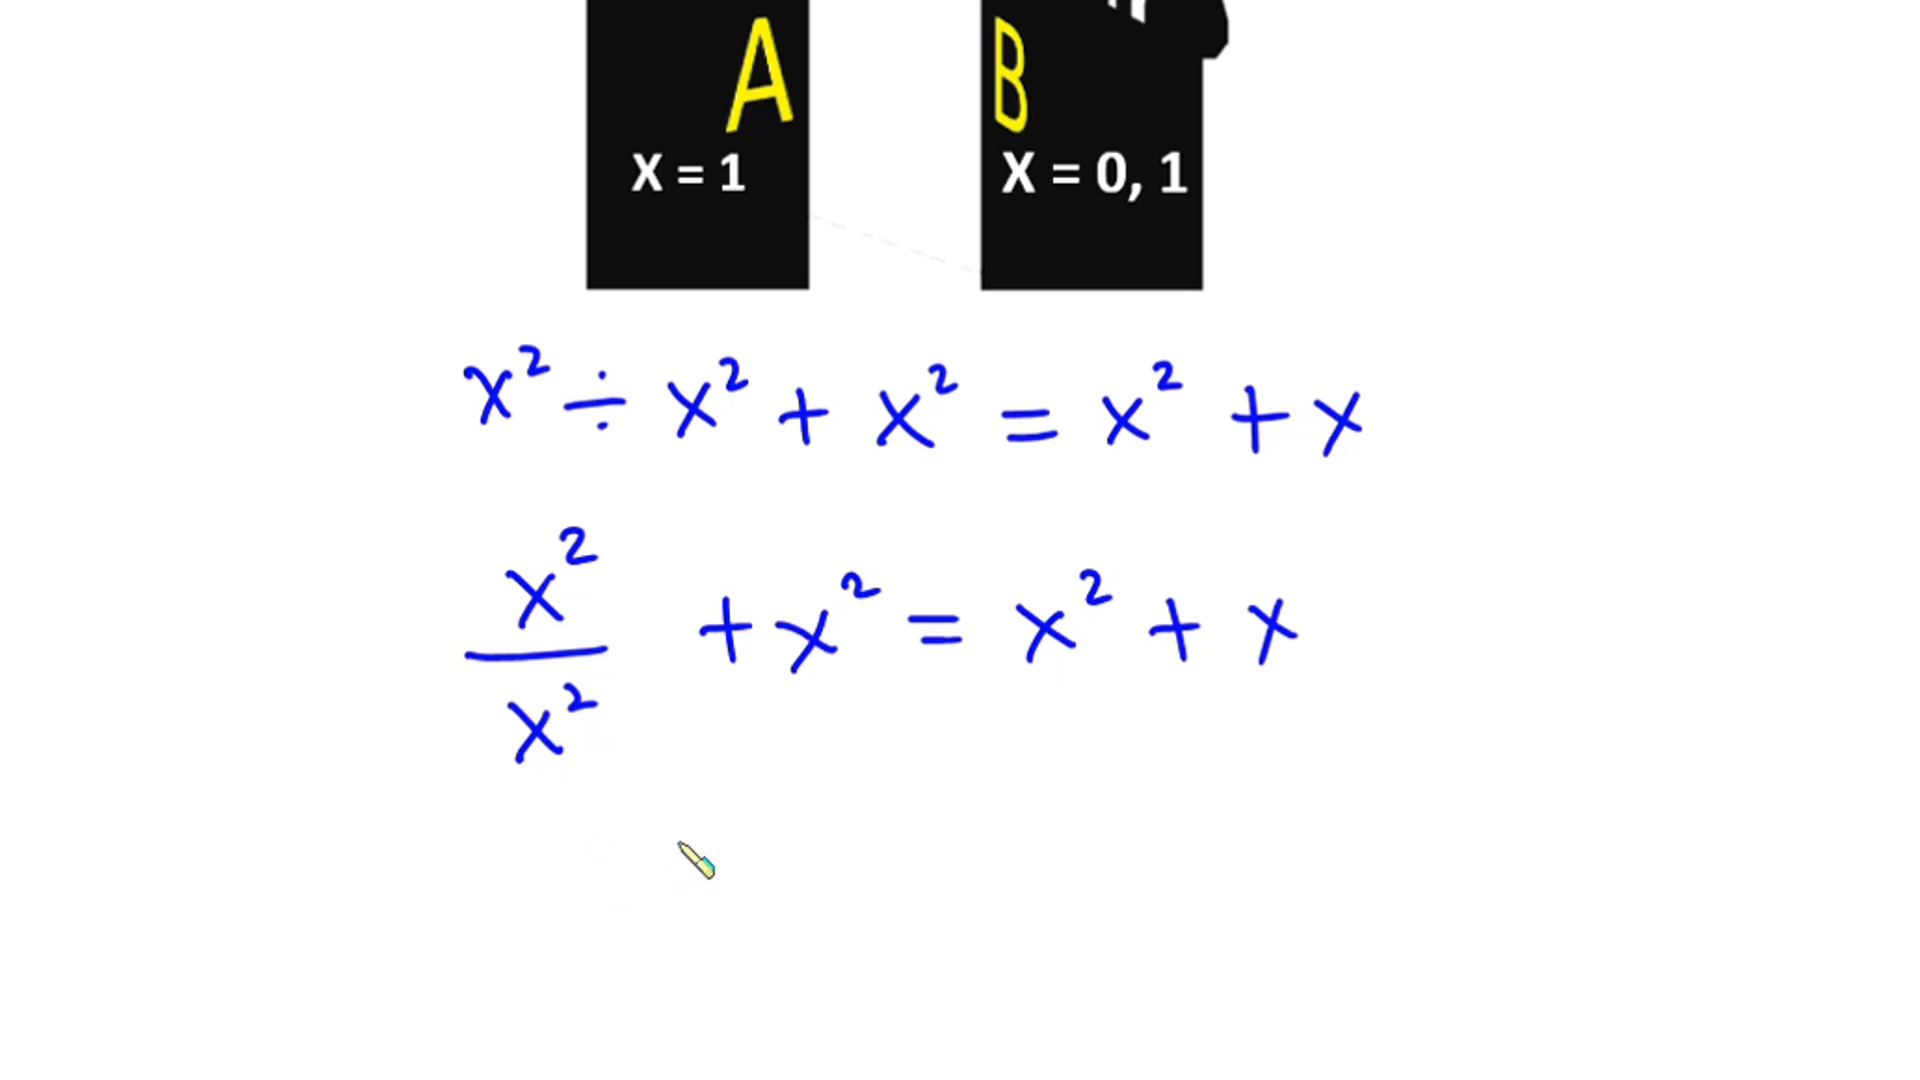 A
B
X = 1
X = 0, 1
x² ÷ x² + x² = x² + x
x²/x² + x² = x² + x